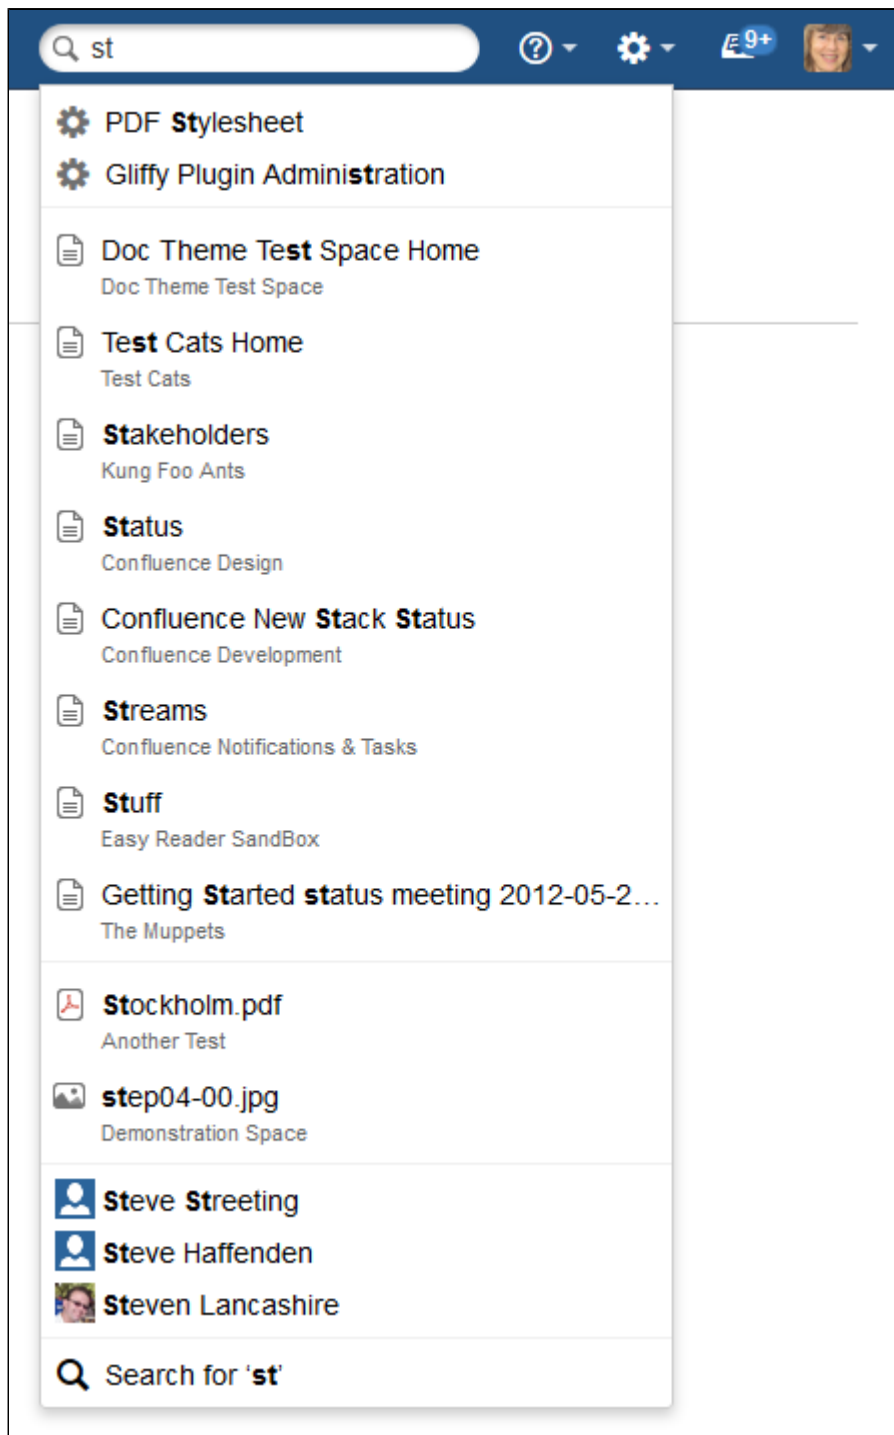 st
9+
PDF Stylesheet
Gliffy Plugin Administration
Doc Theme Test Space Home
Doc Theme Test Space
Test Cats Home
Test Cats
Stakeholders
Kung Foo Ants
Status
Confluence Design
Confluence New Stack Status
Confluence Development
Streams
Confluence Notifications & Tasks
Stuff
Easy Reader SandBox
Getting Started status meeting 2012-05-2...
The Muppets
Stockholm.pdf
Another Test
step04-00.jpg
Demonstration Space
Steve Streeting
Steve Haffenden
Steven Lancashire
Search for ‘st’